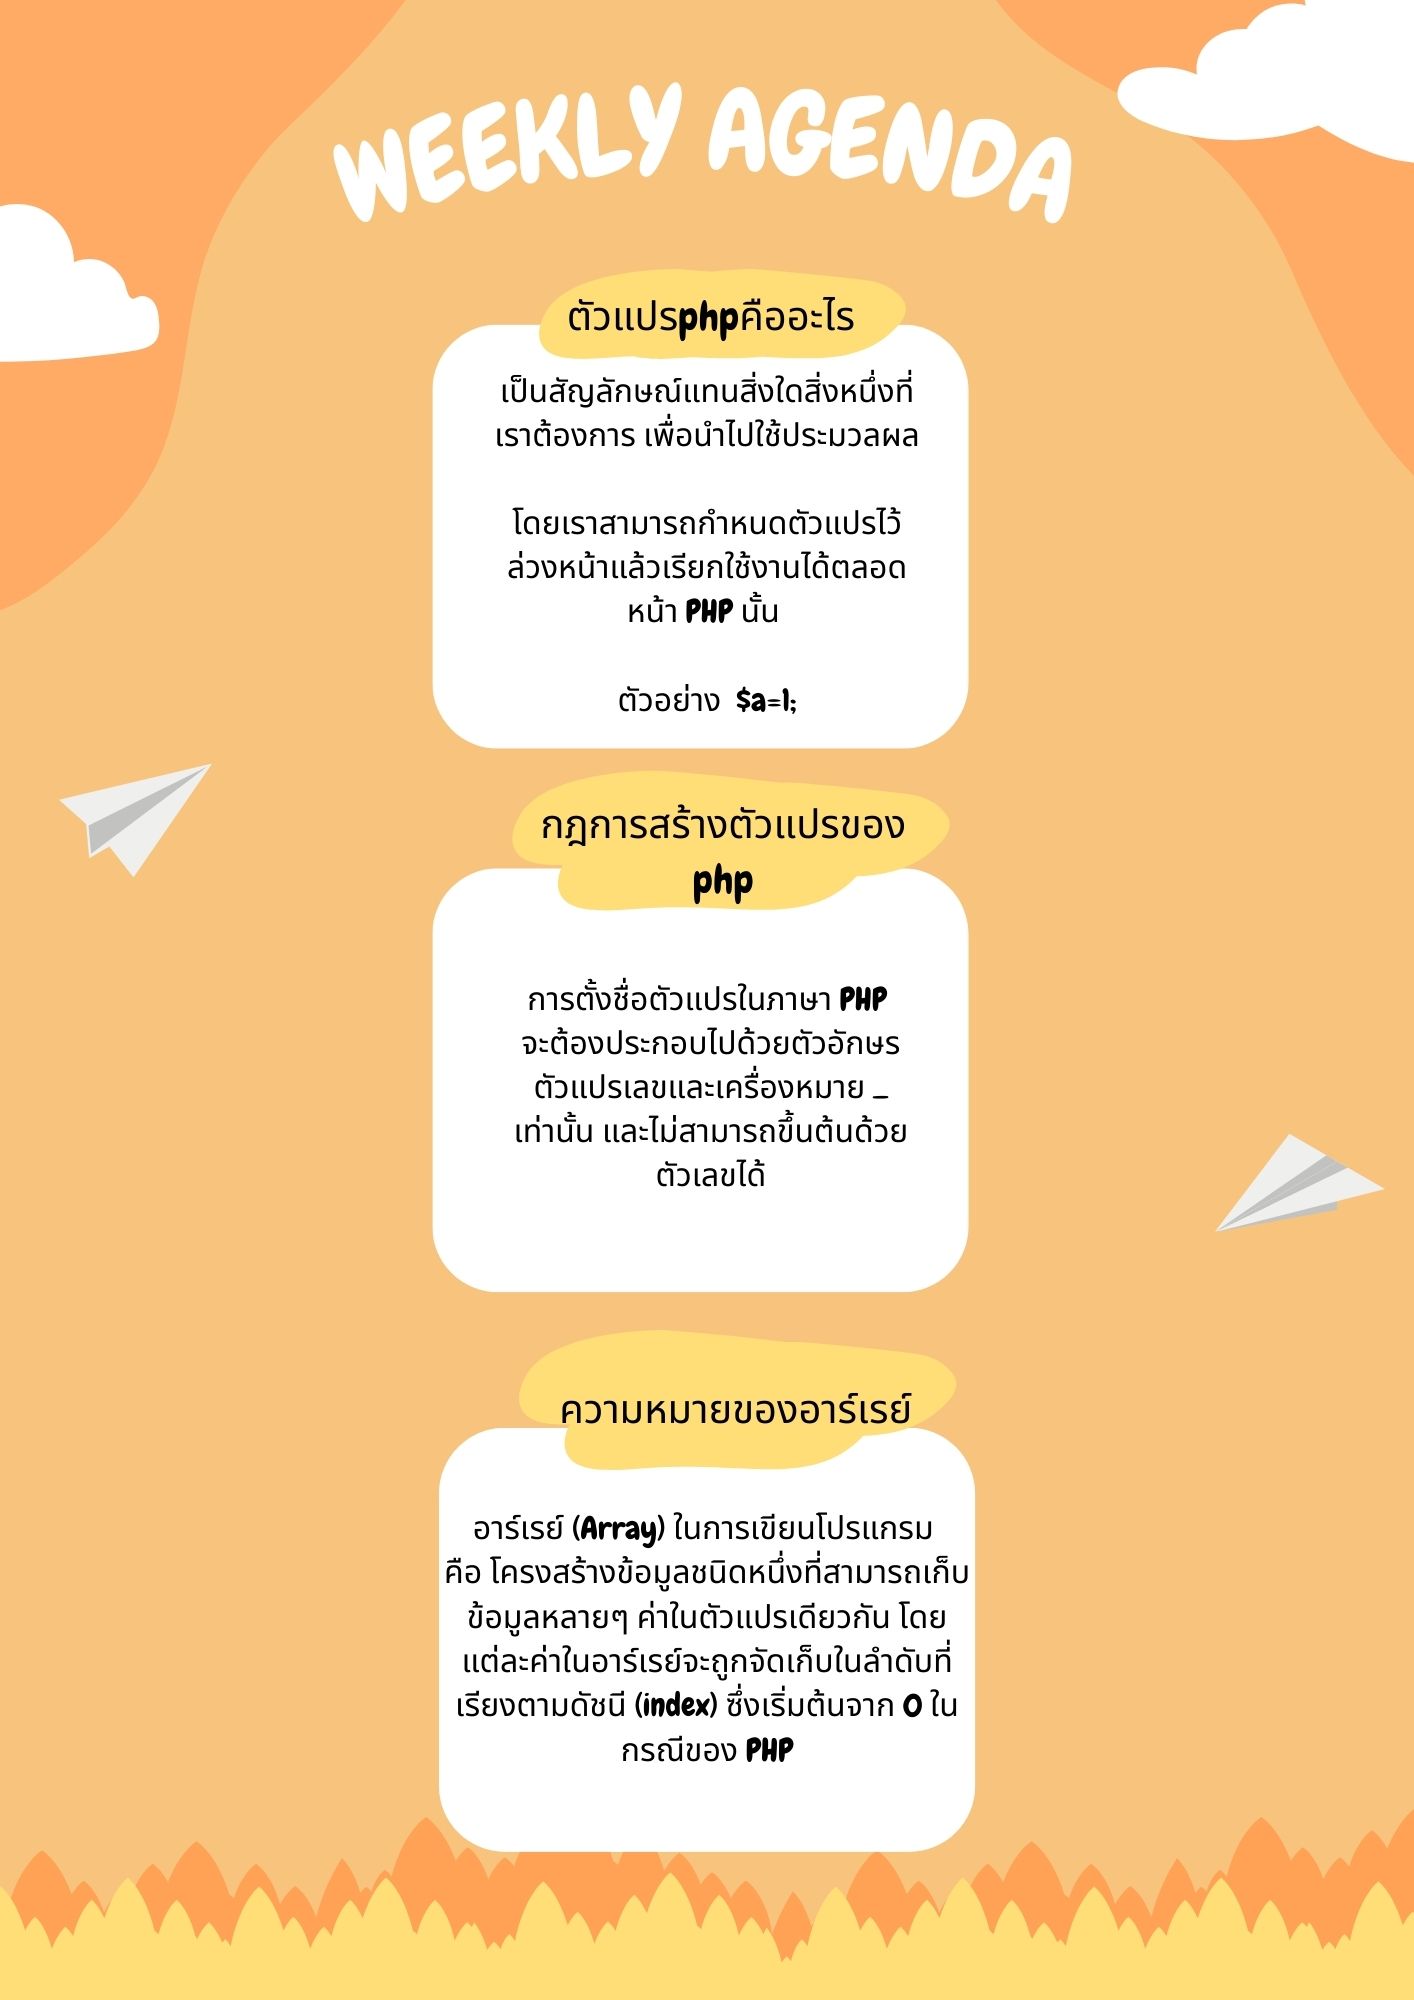 WEEKLY AGENDA
ตัวแปรphpคืออะไร
เป็นสัญลักษณ์แทนสิ่งใดสิ่งหนึ่งที่
เราต้องการ เพื่อนำไปใช้ประมวลผล
โดยเราสามารถกำหนดตัวแปรไว้
ล่วงหน้าแล้วเรียกใช้งานได้ตลอด
หน้า PHP นั้น
ตัวอย่าง $a=1;
กฎการสร้างตัวแปรของ
php
การตั้งชื่อตัวแปรในภาษา PHP
จะต้องประกอบไปด้วยตัวอักษร
ตัวแปรเลขและเครื่องหมาย _
เท่านั้น และไม่สามารถขึ้นต้นด้วย
ตัวเลขได้
ความหมายของอาร์เรย์
อาร์เรย์ (Array) ในการเขียนโปรแกรม
คือ โครงสร้างข้อมูลชนิดหนึ่งที่สามารถเก็บ
ข้อมูลหลายๆ ค่าในตัวแปรเดียวกัน โดย
แต่ละค่าในอาร์เรย์จะถูกจัดเก็บในลำดับที่
เรียงตามดัชนี (index) ซึ่งเริ่มต้นจาก 0 ใน
กรณีของ PHP